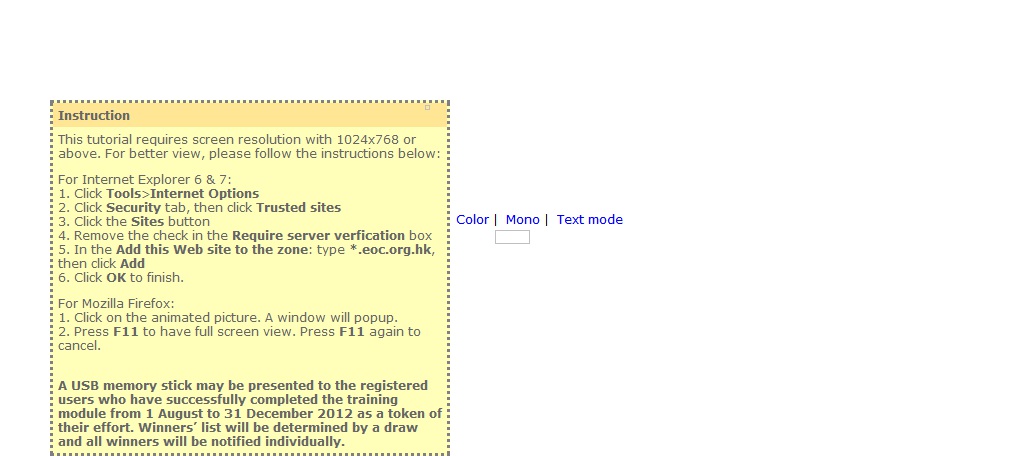 Instruction
This tutorial requires screen resolution with 1024x768 or
above. For better view, please follow the instructions below:
For Internet Explorer 6 & 7:
1. Click Tools>Internet Options
2. Click Security tab, then click Trusted sites
3. Click the Sites button
4. Remove the check in the Require server verfication box
5. In the Add this Web site to the zone: type *.eoc.org.hk,
then click Add
6. Click OK to finish.
For Mozilla Firefox:
1. Click on the animated picture. A window will popup.
2. Press F11 to have full screen view. Press F11 again to
cancel.
A USB memory stick may be presented to the registered
users who have successfully completed the training
module from 1 August to 31 December 2012 as a token of
their effort. Winners’ list will be determined by a draw
and all winners will be notified individually.
Color | Mono | Text mode